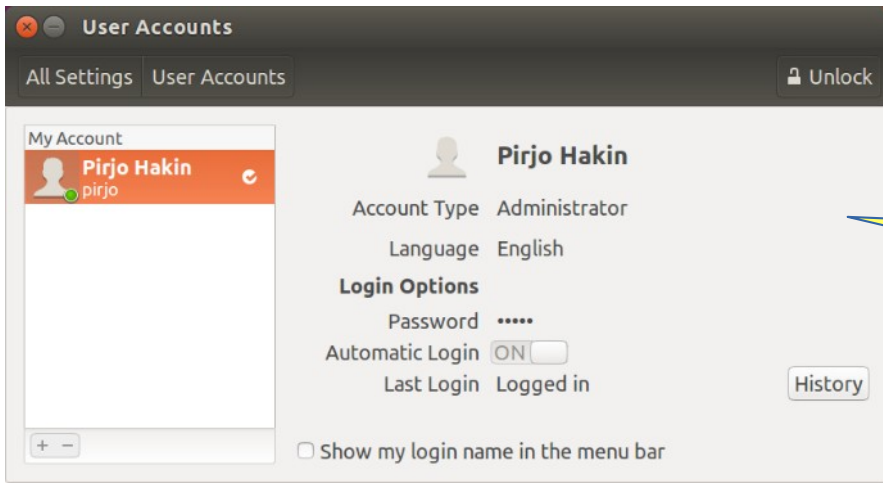 User Accounts
All Settings User Accounts Unlock
My Account
Pirjo Hakin
pirjo
Pirjo Hakin
Account Type Administrator
Language English
Login Options
Password •••••
Automatic Login ON
Last Login Logged in History
+ −
Show my login name in the menu bar